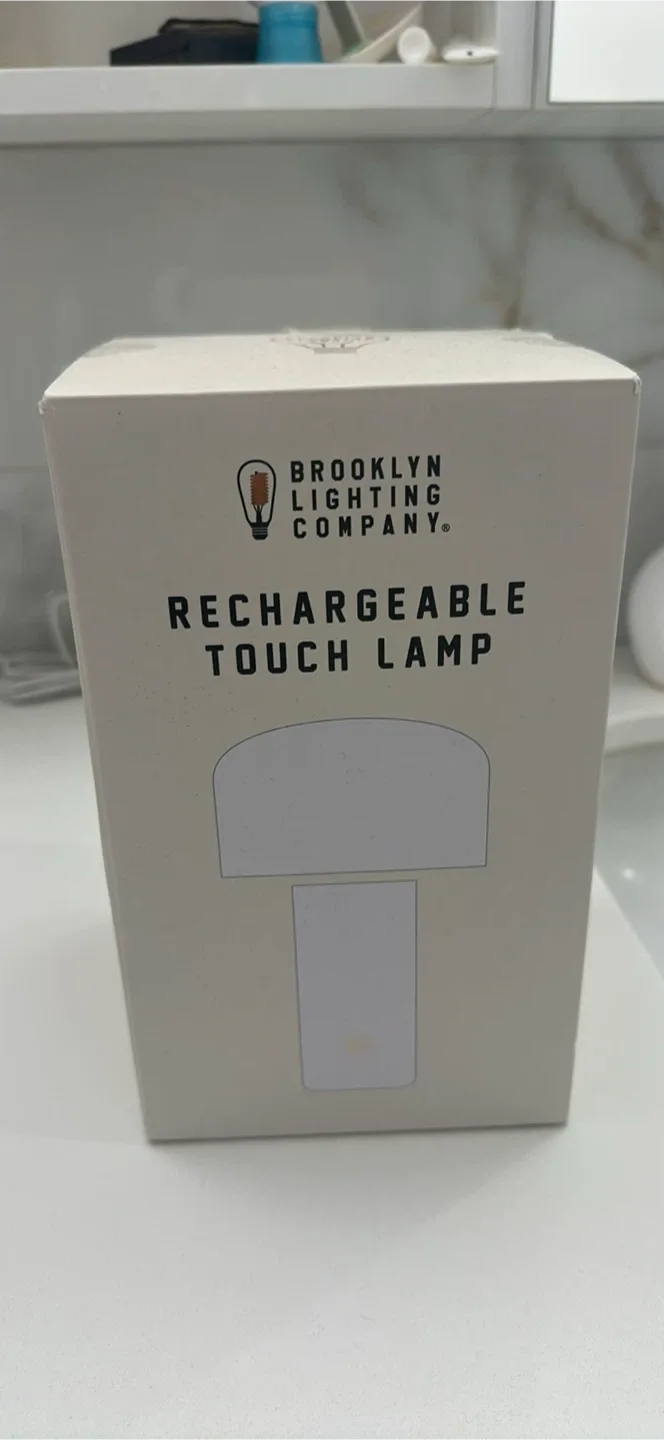 BROOKLYN
LIGHTING
COMPANY®
RECHARGEABLE
TOUCH LAMP